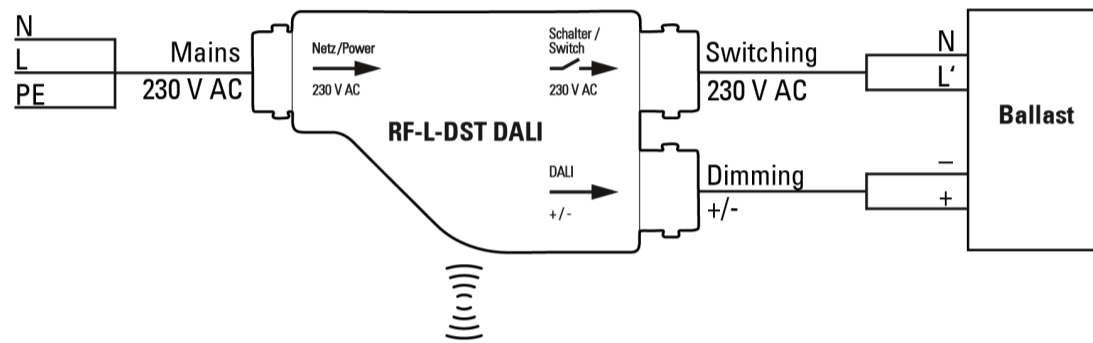 N
L
PE
Mains
230 V AC
Netz/Power
230 V AC
Schalter /
Switch
230 V AC
RF-L-DST DALI
DALI
+/-
Switching
230 V AC
Dimming
+/-
N
L‘
–
+
Ballast